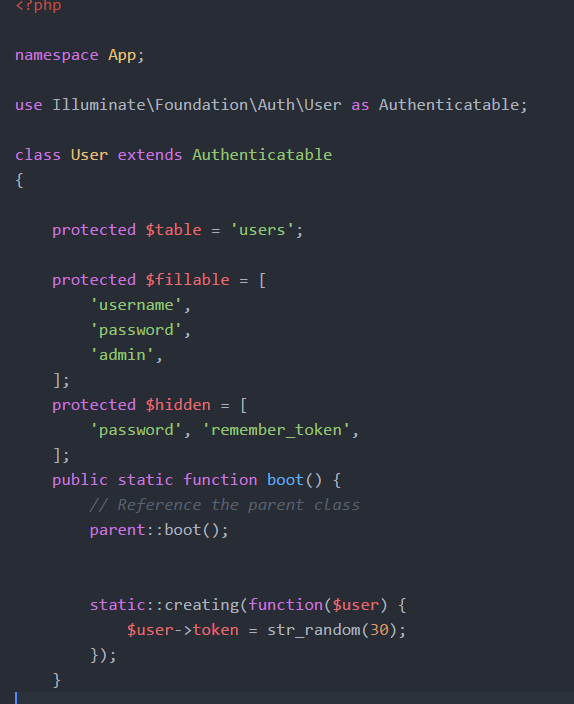 <?php
namespace App;
use Illuminate\Foundation\Auth\User as Authenticatable;
class User extends Authenticatable
{
protected $table = 'users';
protected $fillable = [
'username',
'password',
'admin',
];
protected $hidden = [
'password', 'remember_token',
];
public static function boot() {
// Reference the parent class
parent::boot();
static::creating(function($user) {
$user->token = str_random(30);
});
}